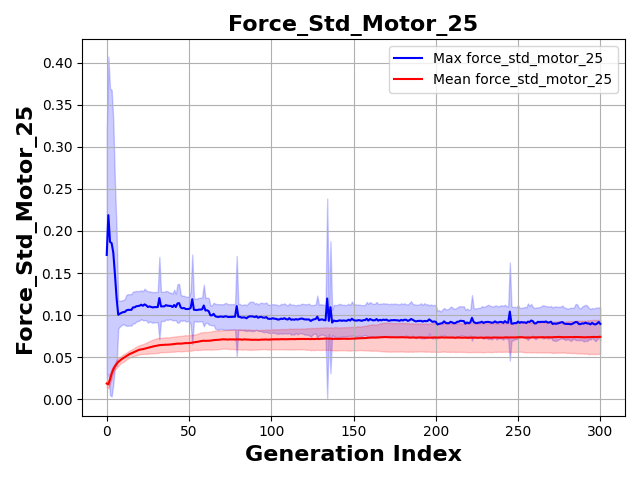 Force_Std_Motor_25
Max force_std_motor_25
Mean force_std_motor_25
Force_Std_Motor_25
0.40
0.35
0.30
0.25
0.20
0.15
0.10
0.05
0.00
0 50 100 150 200 250 300
Generation Index